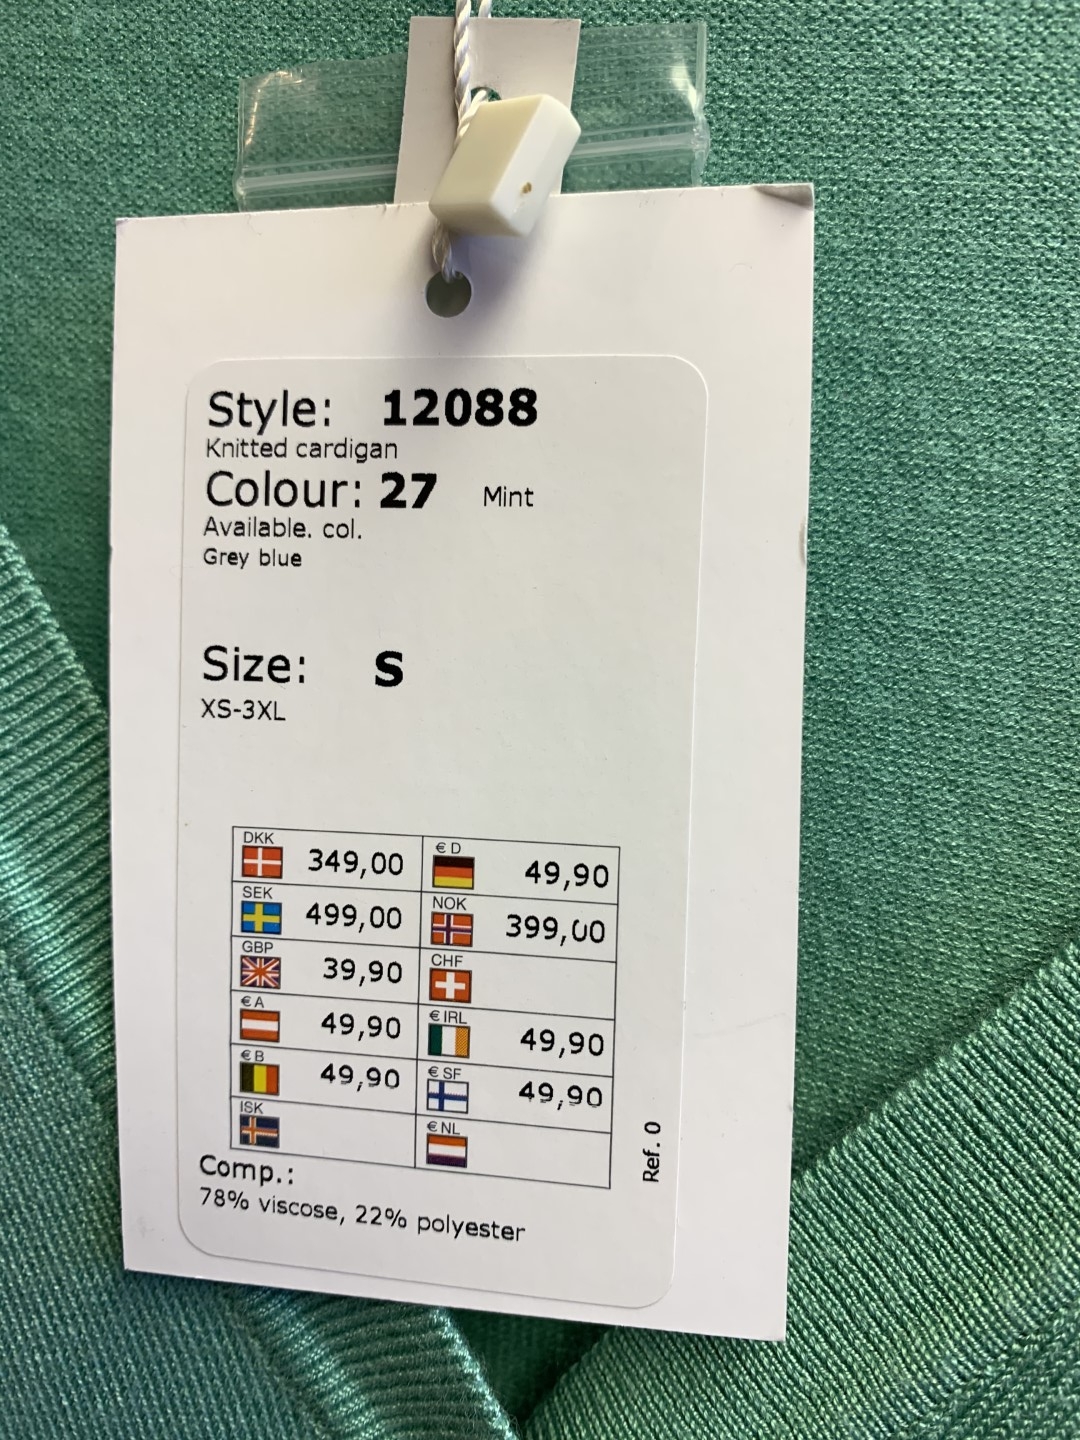 Style: 12088
Knitted cardigan
Colour: 27 Mint
Available. col.
Grey blue
Size: S
XS-3XL
DKK 349,00 € D 49,90
SEK 499,00 NOK 399,00
GBP 39,90 CHF
€ A 49,90 € IRL 49,90
€ B 49,90 € SF 49,90
ISK € NL
Ref. 0
Comp.:
78% viscose, 22% polyester